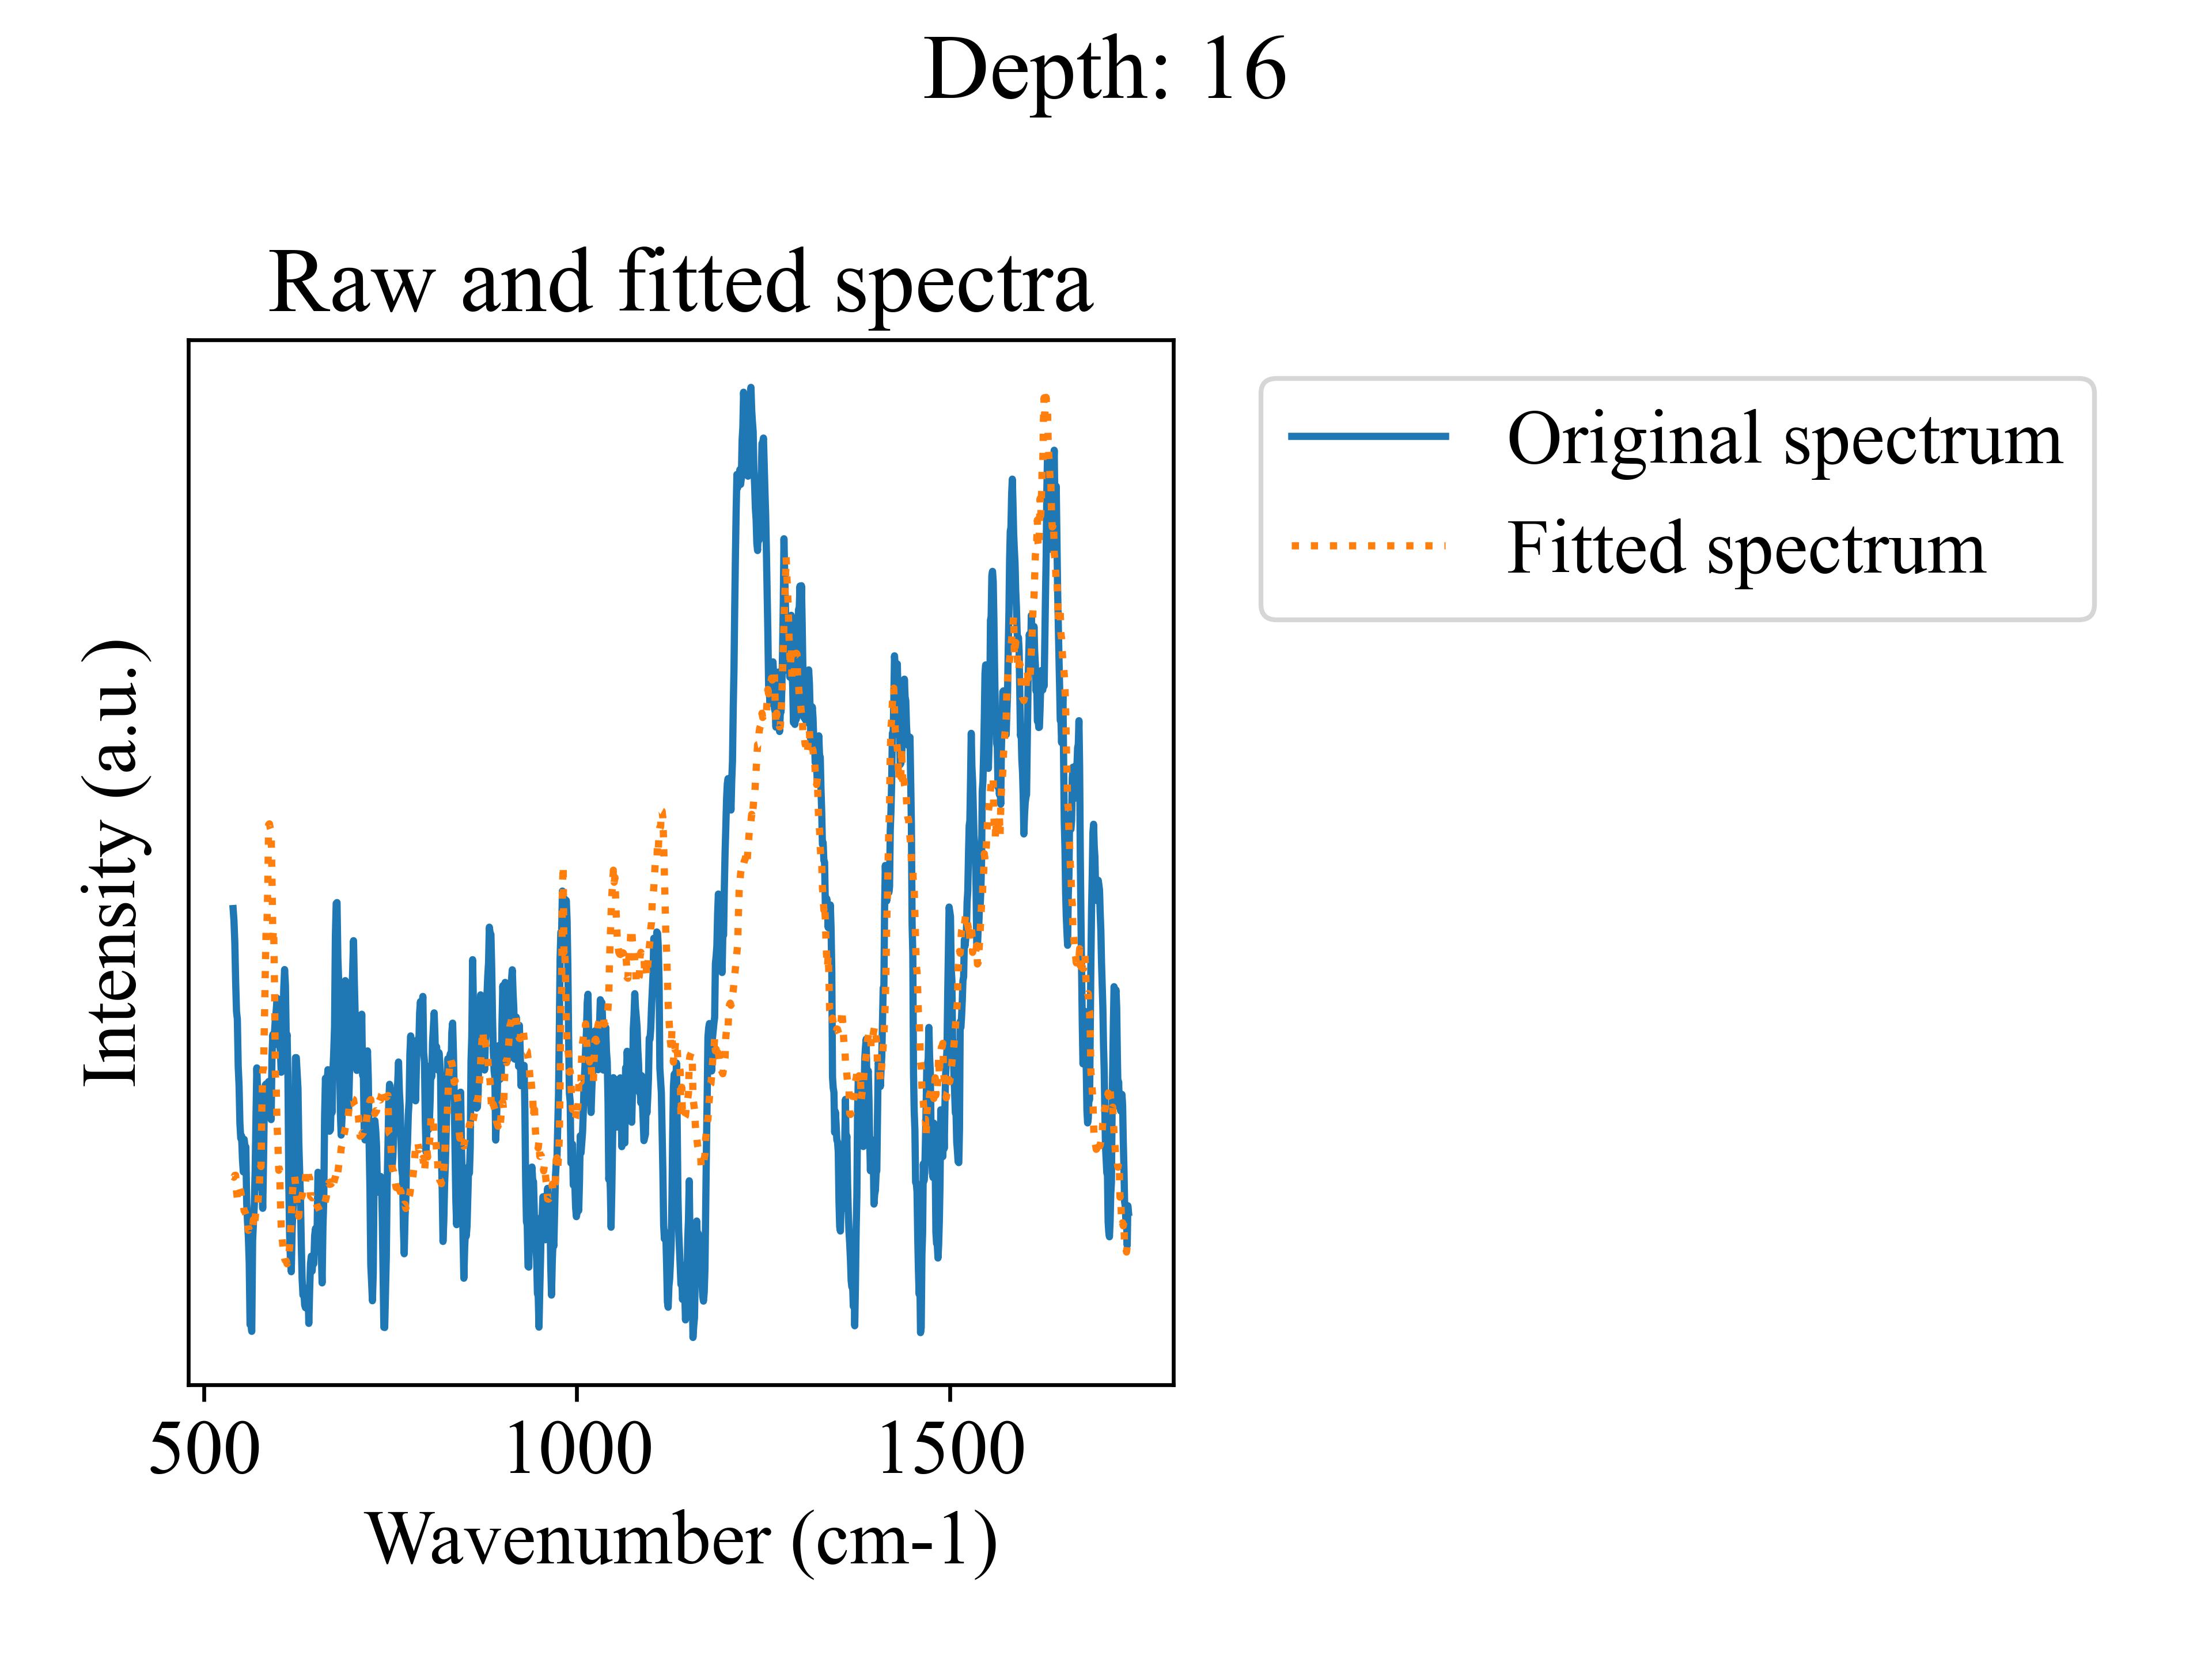 Depth: 16
Raw and fitted spectra
Original spectrum
Fitted spectrum
Intensity (a.u.)
500 1000 1500
Wavenumber (cm-1)